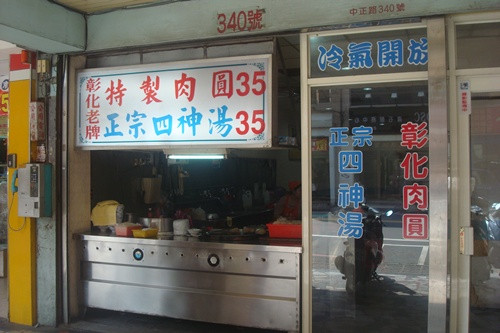 340號
中正路340號
彰化老牌
特製肉圓35
正宗四神湯35
冷氣開放
正宗四神湯
彰化肉圓